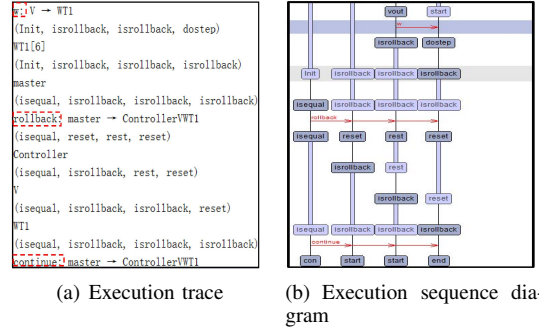 w: V → WT1
(Init, isrollback, isrollback, dostep)
WT1[6]
(Init, isrollback, isrollback, isrollback)
master
(isequal, isrollback, isrollback, isrollback)
rollback: master → ControllerVWT1
(isequal, reset, rest, reset)
Controller
(isequal, isrollback, rest, reset)
V
(isequal, isrollback, isrollback, reset)
WT1
(isequal, isrollback, isrollback, isrollback)
continue: master → ControllerVWT1
(a) Execution trace
vout start
w
isrollback dostep
Init isrollback isrollback isrollback
isequal isrollback isrollback isrollback
rollback
isequal reset rest reset
isrollback rest
isrollback reset
isequal isrollback isrollback isrollback
continue
con start start end
(b) Execution sequence dia-
gram